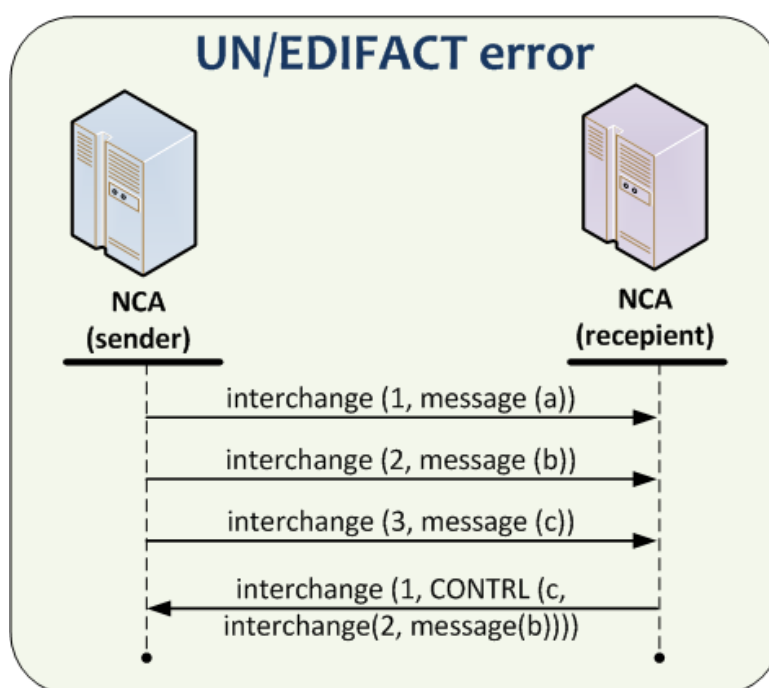 UN/EDIFACT error
NCA
(sender)
NCA
(recepient)
interchange (1, message (a))
interchange (2, message (b))
interchange (3, message (c))
interchange (1, CONTRL (c,
interchange(2, message(b))))